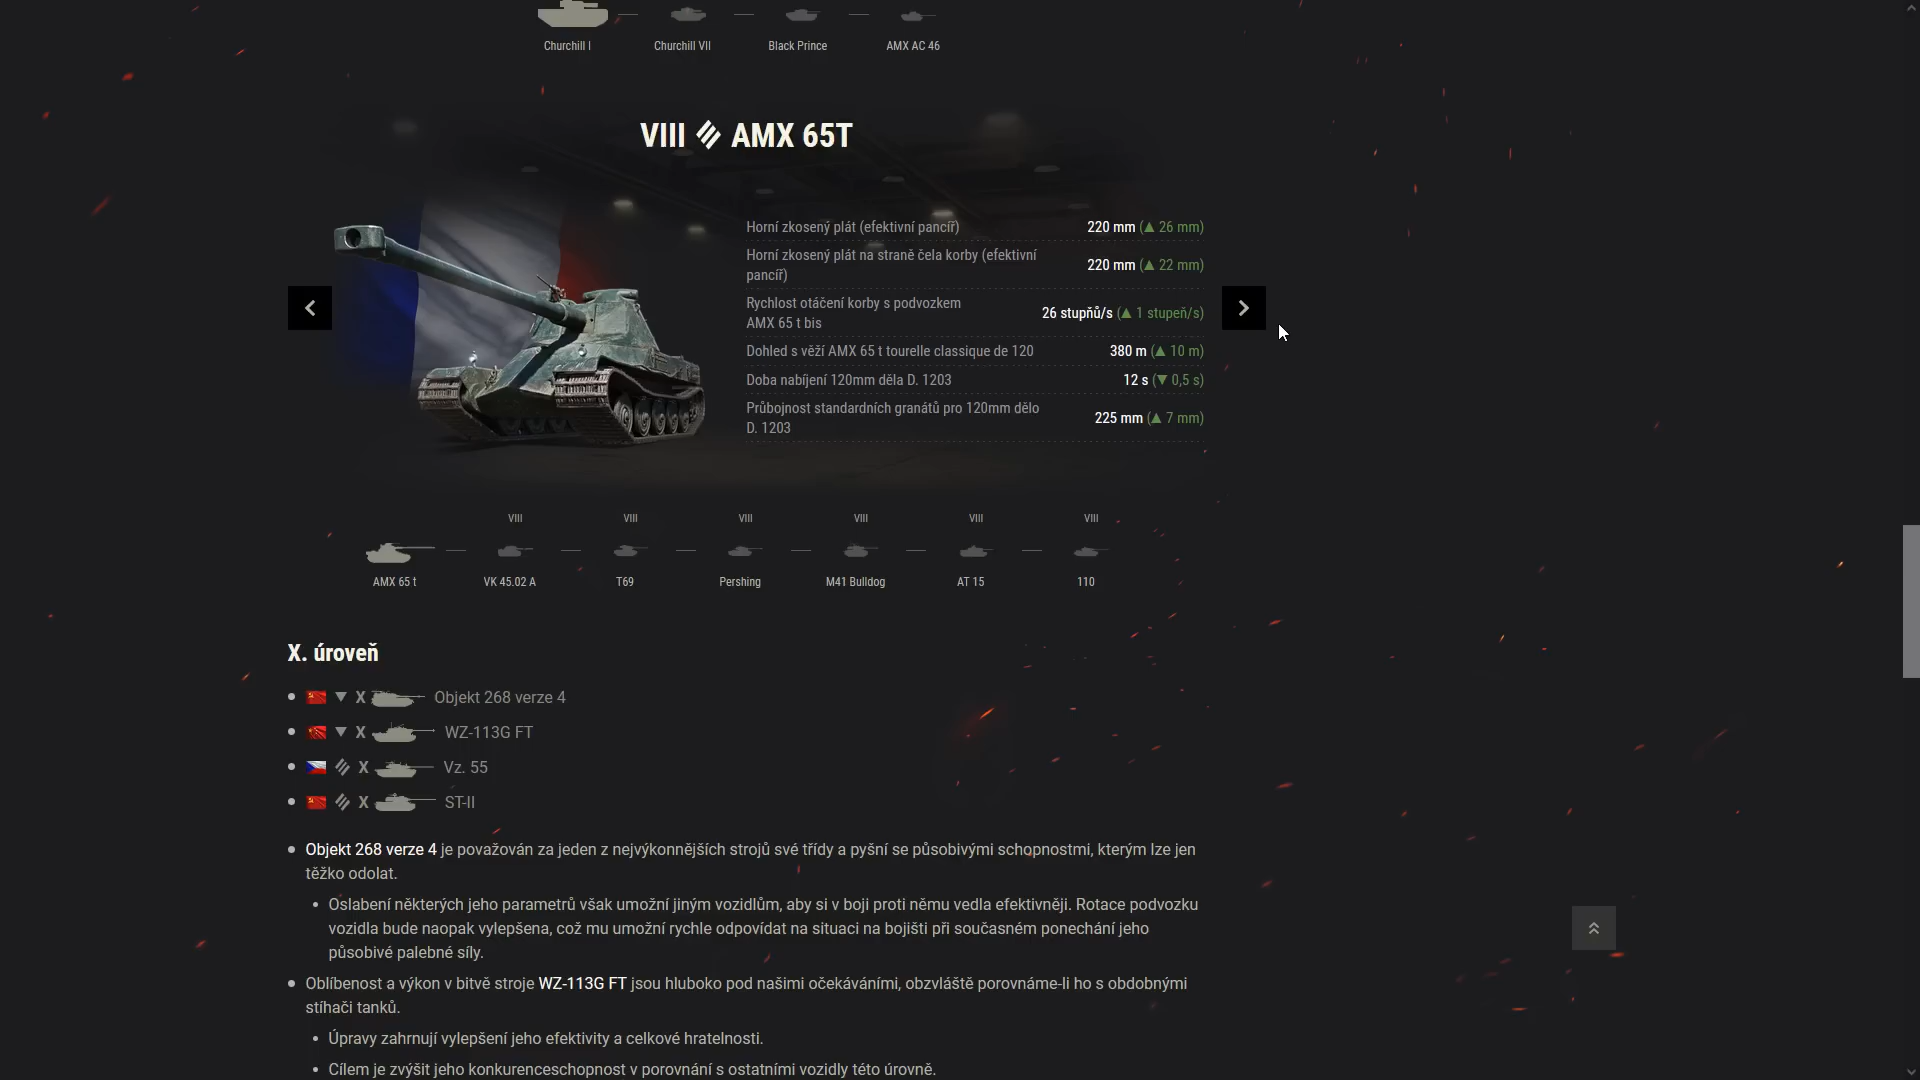 Churchill I
Churchill VII
Black Prince
AMX AC 46
VIII AMX 65T
Horní zkosený plát (efektivní pancíř)
220 mm (▲ 26 mm)
Horní zkosený plát na straně čela korby (efektivní
pancíř)
220 mm (▲ 22 mm)
Rychlost otáčení korby s podvozkem
AMX 65 t bis
26 stupňů/s (▲ 1 stupeň/s)
Dohled s věží AMX 65 t tourelle classique de 120
380 m (▲ 10 m)
Doba nabíjení 120mm děla D. 1203
12 s (▼ 0,5 s)
Průbojnost standardních granátů pro 120mm dělo
D. 1203
225 mm (▲ 7 mm)
VIII
VIII
VIII
VIII
VIII
VIII
AMX 65 t
VK 45.02 A
T69
Pershing
M41 Bulldog
AT 15
110
X. úroveň
X Objekt 268 verze 4
X WZ-113G FT
X Vz. 55
X ST-II
Objekt 268 verze 4 je považován za jeden z nejvýkonnějších strojů své třídy a pyšní se působivými schopnostmi, kterým lze jen
těžko odolat.
Oslabení některých jeho parametrů však umožní jiným vozidlům, aby si v boji proti němu vedla efektivněji. Rotace podvozku
vozidla bude naopak vylepšena, což mu umožní rychle odpovídat na situaci na bojišti při současném ponechání jeho
působivé palebné síly.
Oblíbenost a výkon v bitvě stroje WZ-113G FT jsou hluboko pod našimi očekáváními, obzvláště porovnáme-li ho s obdobnými
stíhači tanků.
Úpravy zahrnují vylepšení jeho efektivity a celkové hratelnosti.
Cílem je zvýšit jeho konkurenceschopnost v porovnání s ostatními vozidly této úrovně.